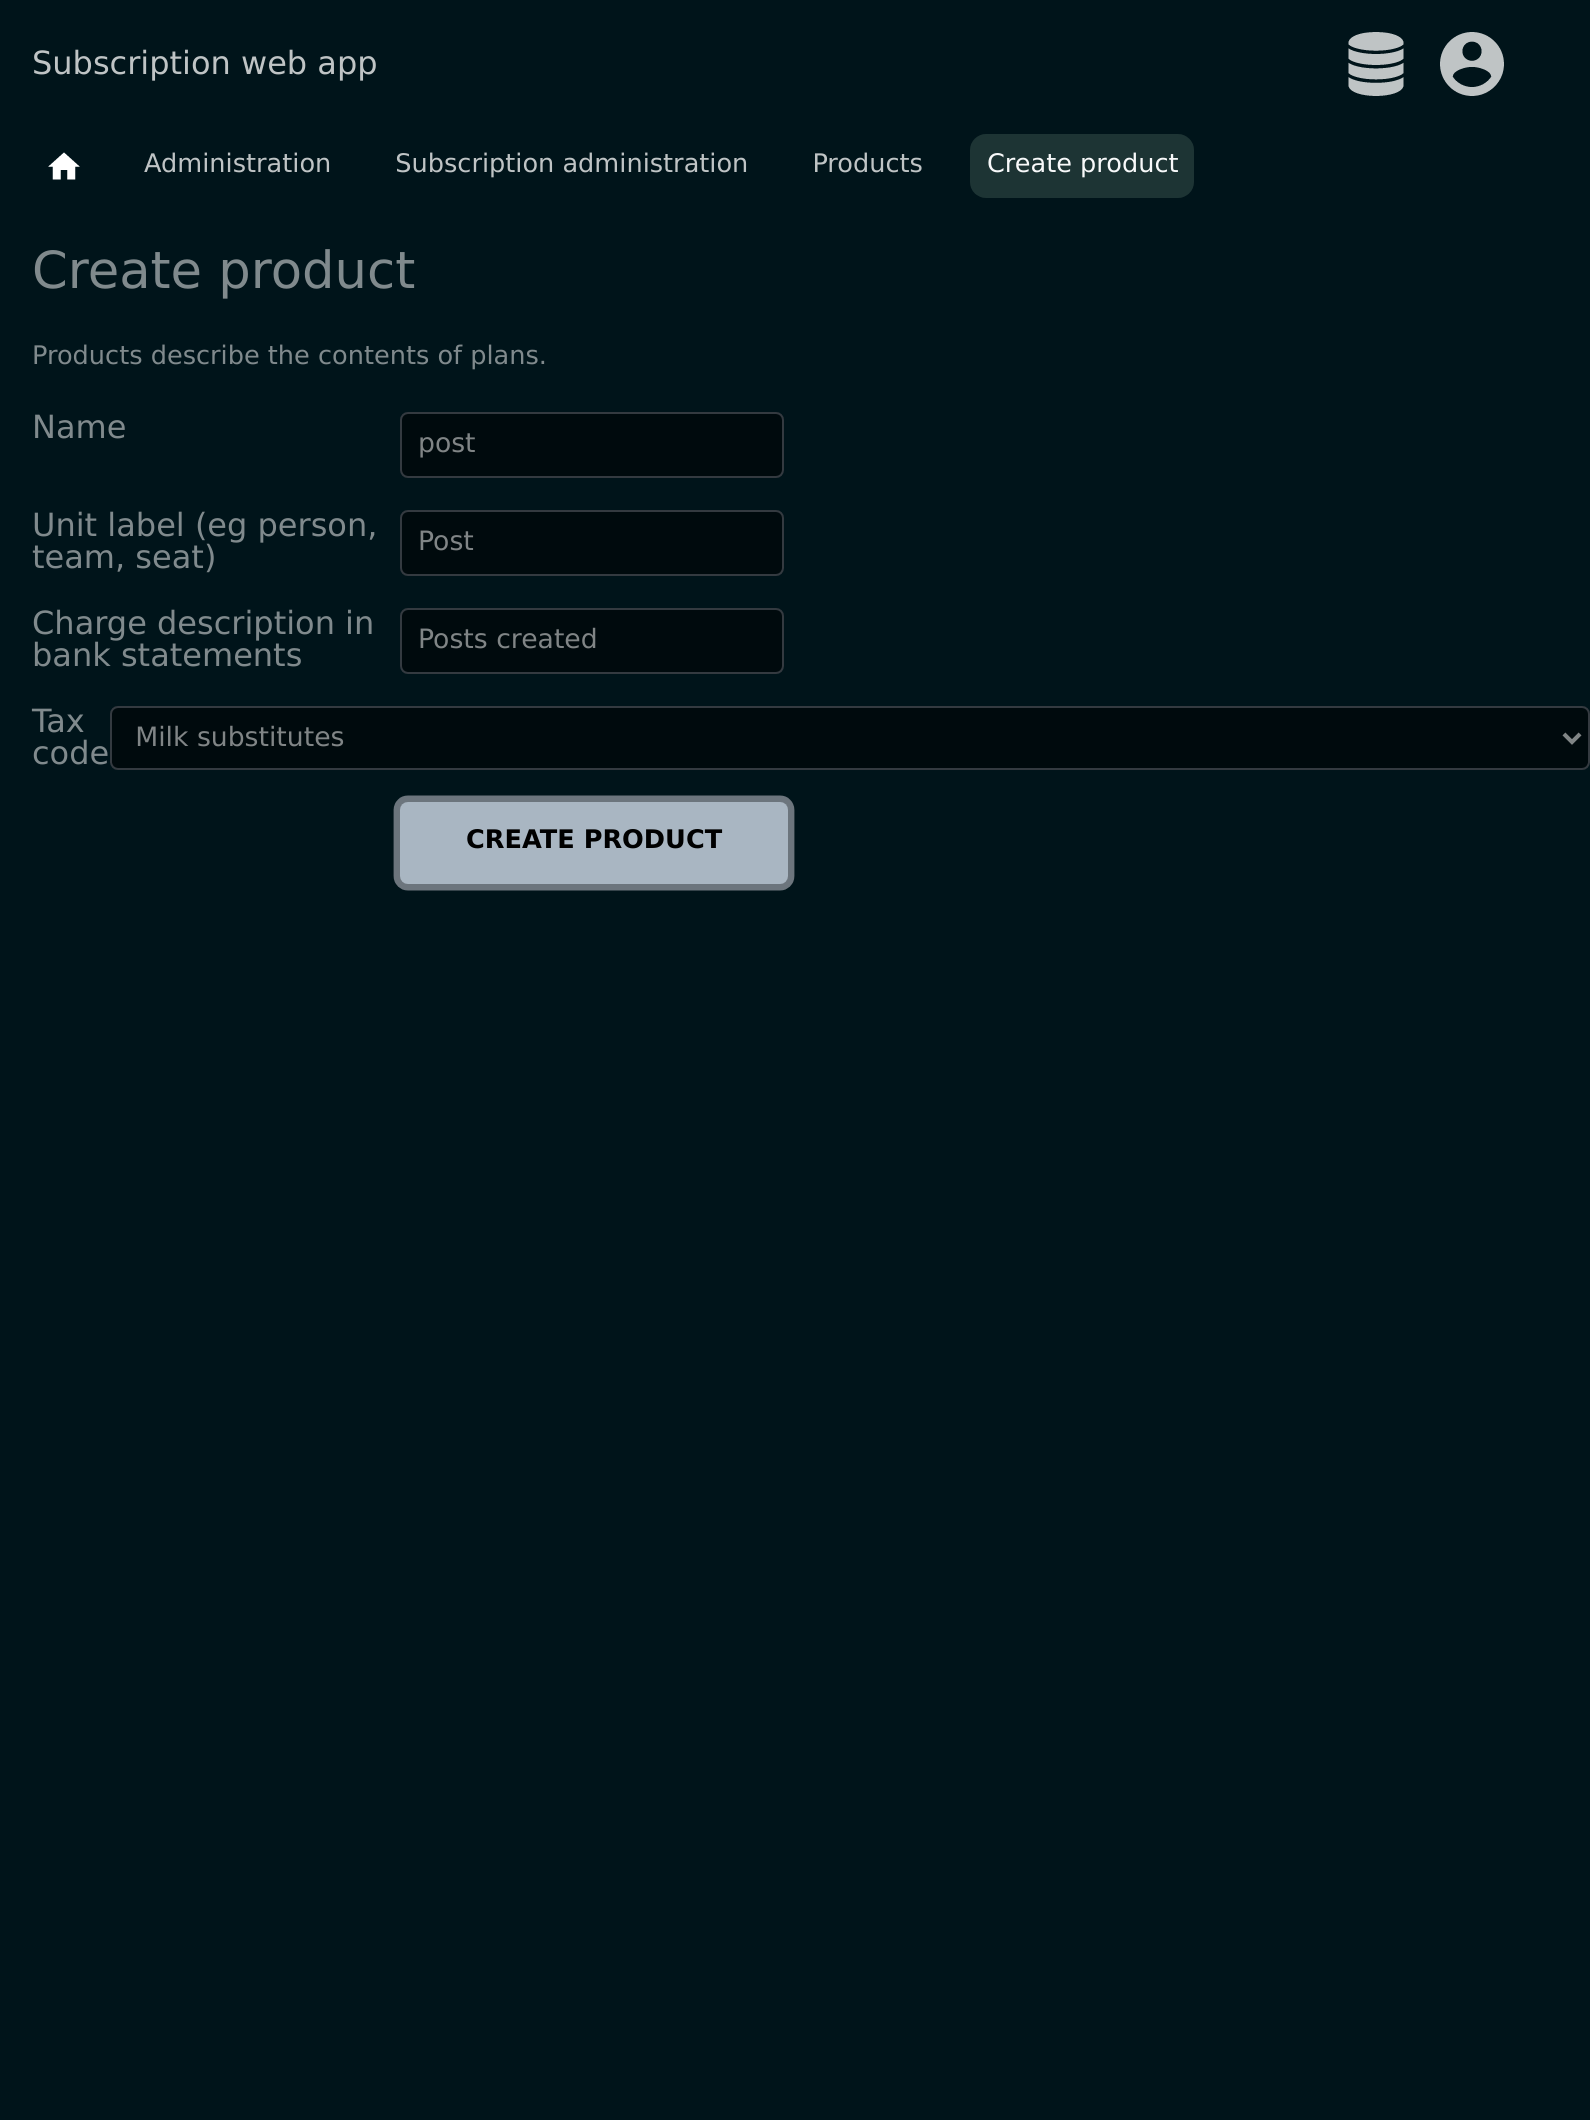 Subscription web app
Administration Subscription administration Products Create product
Create product
Products describe the contents of plans.
Name
post
Unit label (eg person,
team, seat)
Post
Charge description in
bank statements
Posts created
Tax
code
Milk substitutes
CREATE PRODUCT